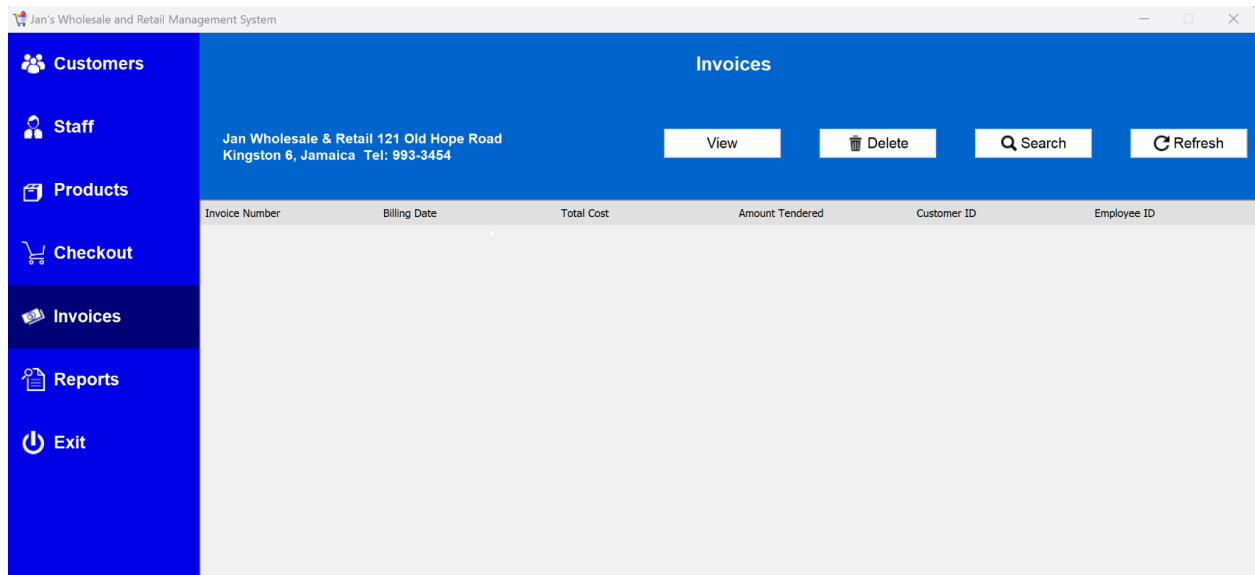 Jan's Wholesale and Retail Management System
Customers
Staff
Products
Checkout
Invoices
Reports
Exit
Invoices
Jan Wholesale & Retail 121 Old Hope Road
Kingston 6, Jamaica Tel: 993-3454
View
Delete
Search
Refresh
Invoice Number Billing Date Total Cost Amount Tendered Customer ID Employee ID